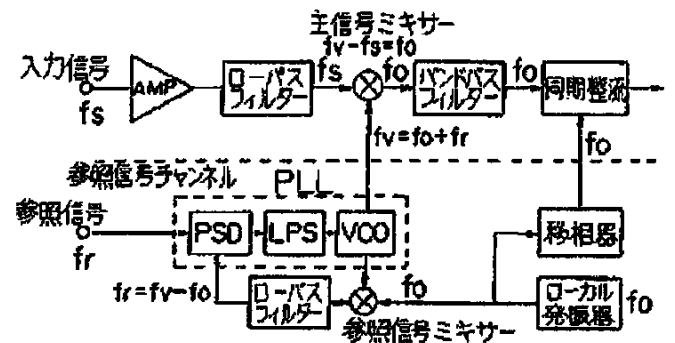 主信号ミキサー
fv-fs=fo
入力信号
fs
AMP
ローパス
フィルター
fs
fo
バンドパス
フィルター
fo
同期整流
fv=fo+fr
fo
参照信号チャンネル
PLL
参照信号
fr
PSD
LPS
VCO
移相器
fr=fv-fo
ローパス
フィルター
fo
ローカル
発振器
fo
参照信号ミキサー